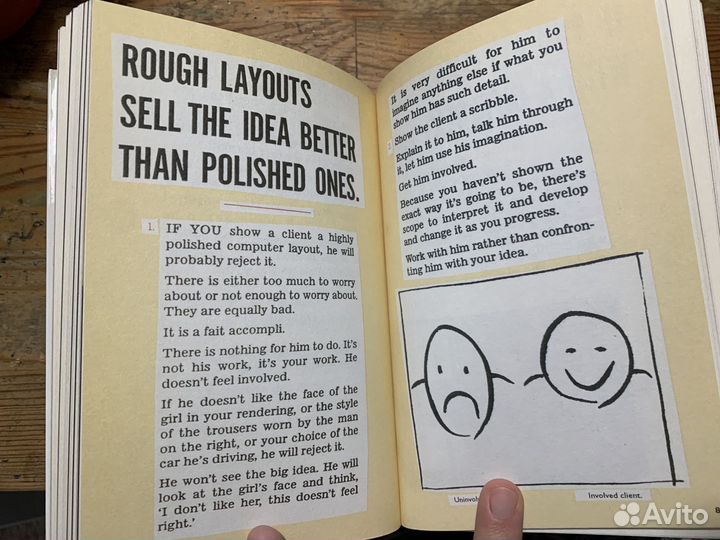 ROUGH LAYOUTS
SELL THE IDEA BETTER
THAN POLISHED ONES.
1. IF YOU show a client a highly
polished computer layout, he will
probably reject it.
There is either too much to worry
about or not enough to worry about.
They are equally bad.
It is a fait accompli.
There is nothing for him to do. It's
not his work, it's your work. He
doesn't feel involved.
If he doesn't like the face of the
girl in your rendering, or the style
of the trousers worn by the man
on the right, or your choice of the
car he's driving, he will reject it.
He won't see the big idea. He will
look at the girl's face and think,
'I don't like her, this doesn't feel
right.'
It is very difficult for him to
imagine anything else if what you
show him has such detail.
Show the client a scribble.
Explain it to him, talk him through
it, let him use his imagination.
Get him involved.
Because you haven't shown the
exact way it's going to be, there's
scope to interpret it and develop
and change it as you progress.
Work with him rather than confron-
ting him with your idea.
Involved client.
Avito